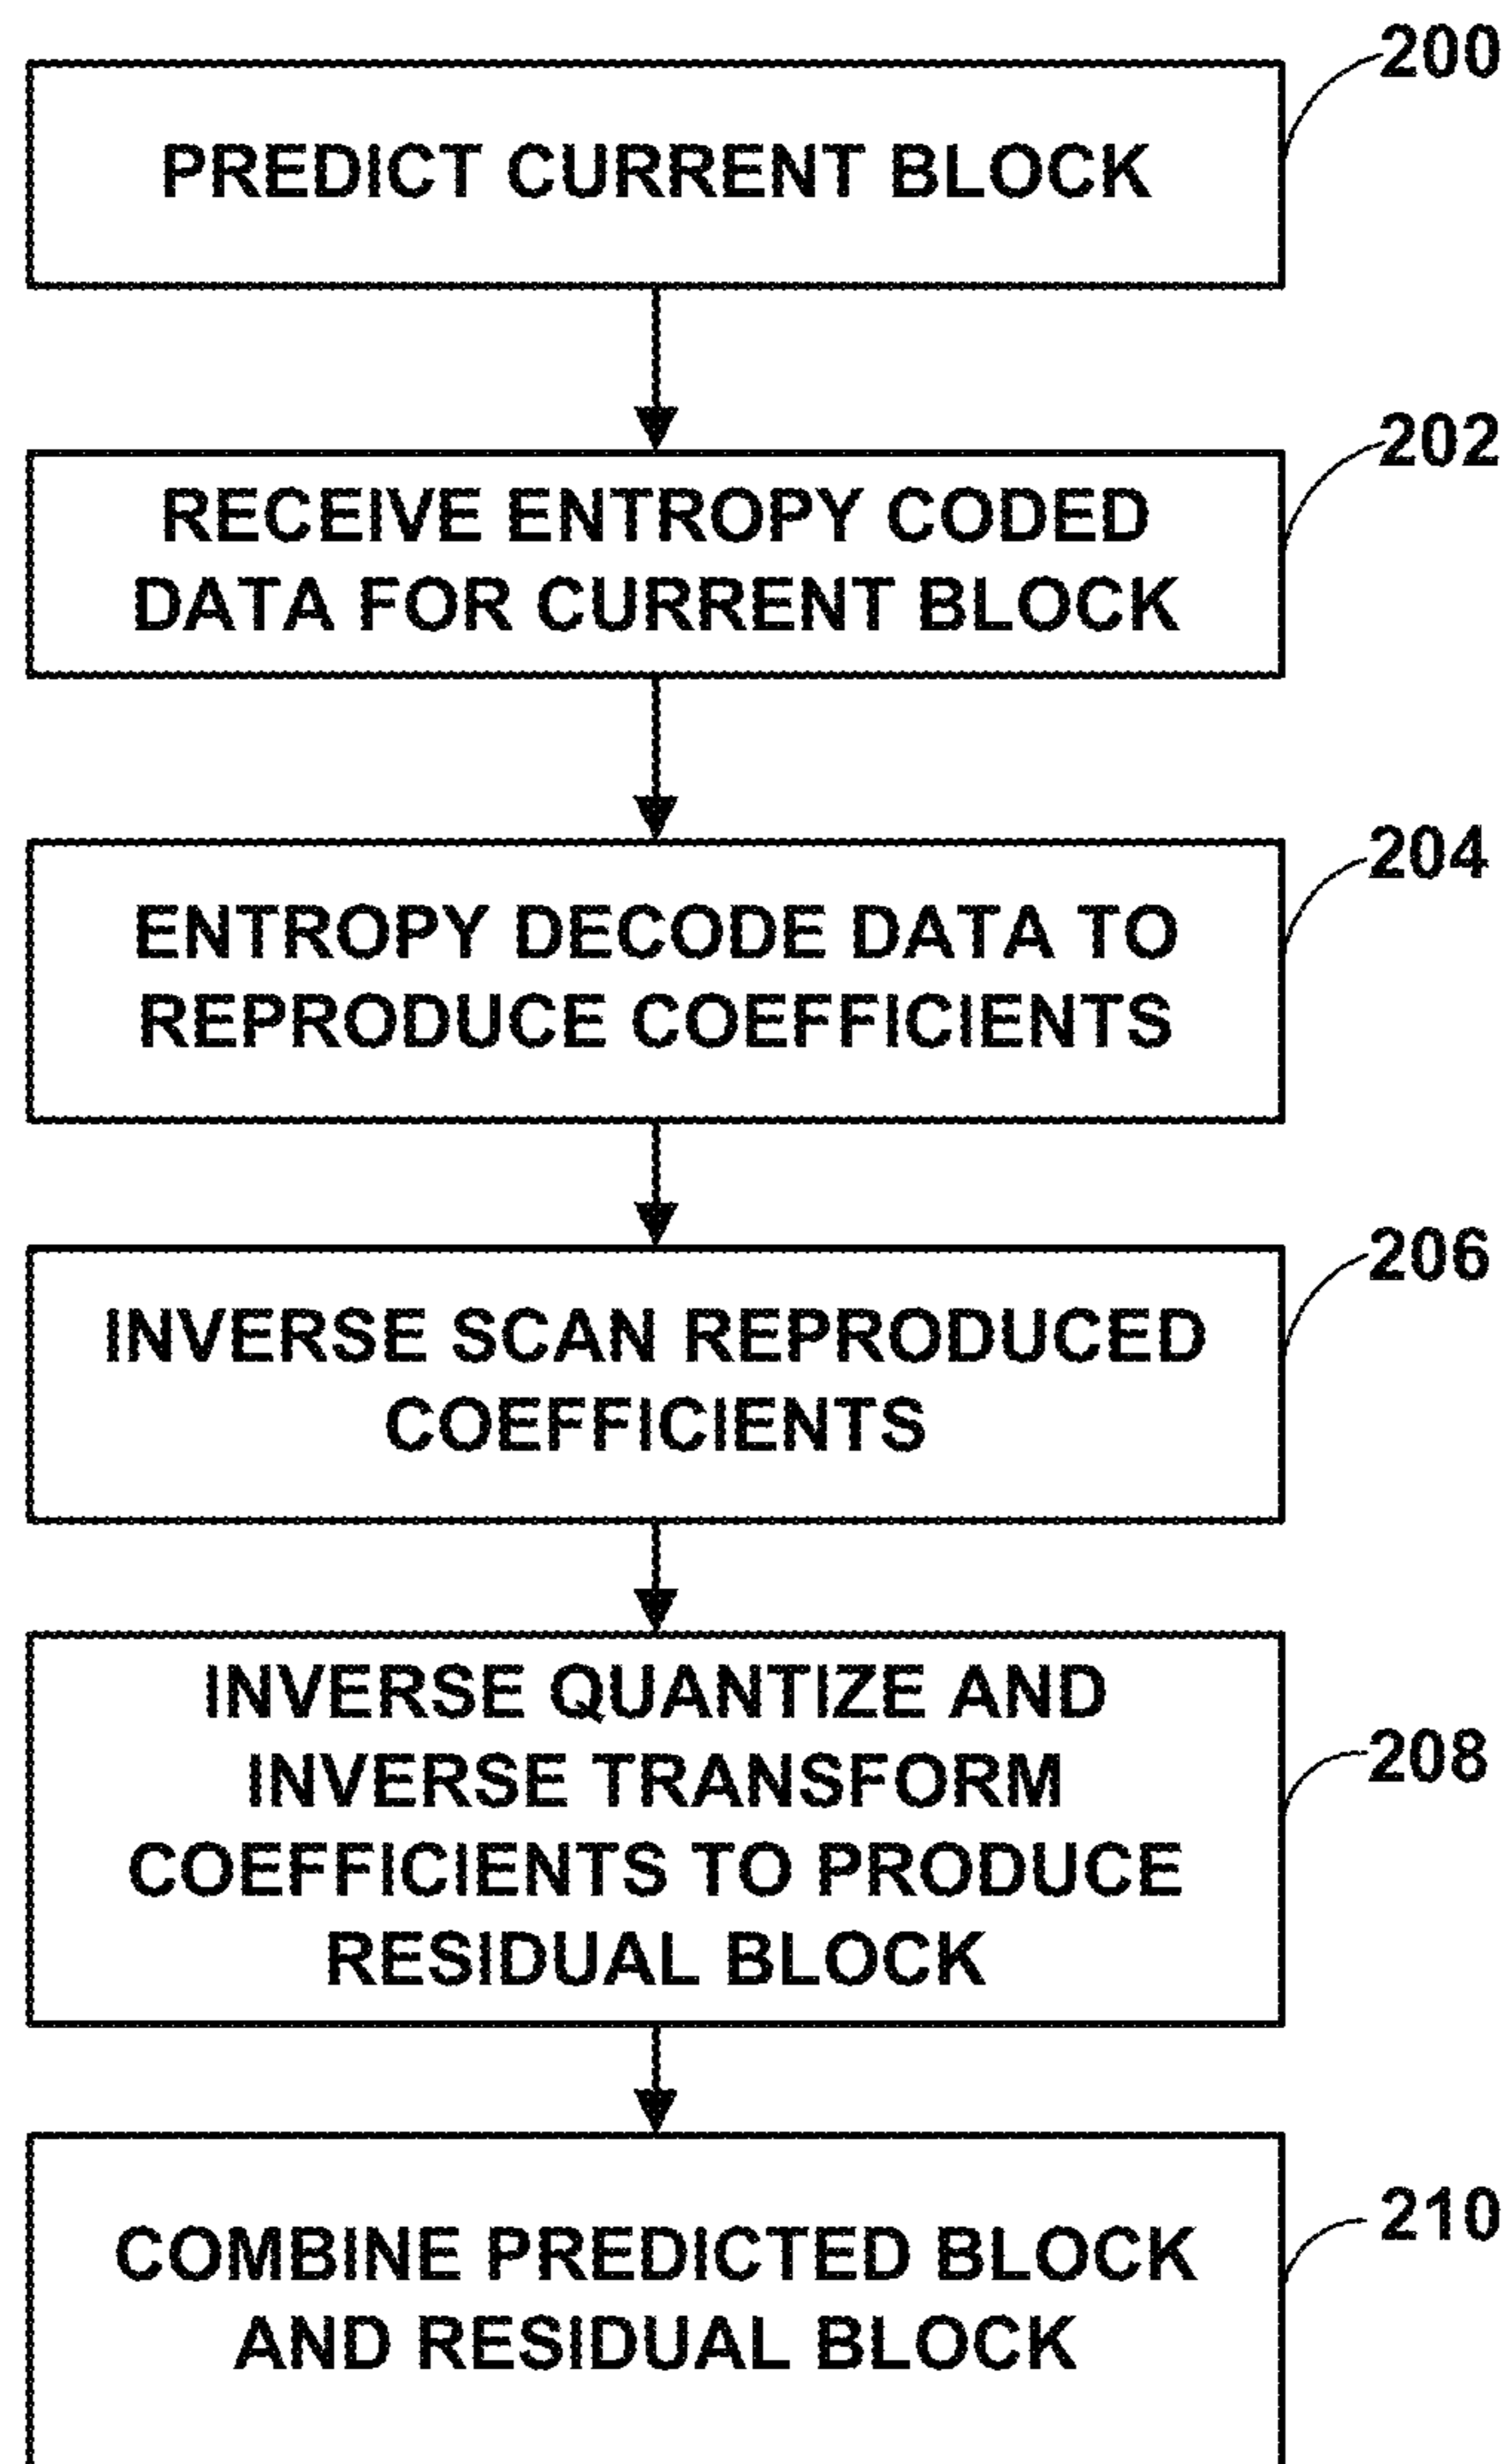 200
PREDICT CURRENT BLOCK
202
RECEIVE ENTROPY CODED
DATA FOR CURRENT BLOCK
204
ENTROPY DECODE DATA TO
REPRODUCE COEFFICIENTS
206
INVERSE SCAN REPRODUCED
COEFFICIENTS
INVERSE QUANTIZE AND
INVERSE TRANSFORM
208
COEFFICIENTS TO PRODUCE
RESIDUAL BLOCK
210
COMBINE PREDICTED BLOCK
AND RESIDUAL BLOCK